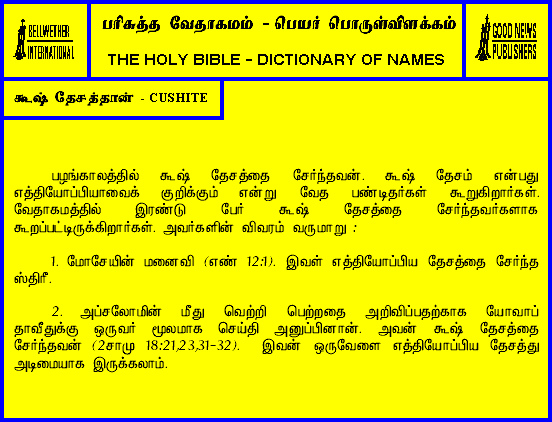 BELLWETHER
INTERNATIONAL
பரிசுத்த வேதாகமம் - பெயர் பொருள்விளக்கம்
THE HOLY BIBLE - DICTIONARY OF NAMES
GOOD NEWS
PUBLISHERS
கூஷ் தேசத்தான் - CUSHITE
பழங்காலத்தில் கூஷ் தேசத்தை சேர்ந்தவன். கூஷ் தேசம் என்பது
எத்தியோப்பியாவைக் குறிக்கும் என்று வேத பண்டிதர்கள் கூறுகிறார்கள்.
வேதாகமத்தில் இரண்டு பேர் கூஷ் தேசத்தை சேர்ந்தவர்களாக
கூறப்பட்டிருக்கிறார்கள். அவர்களின் விவரம் வருமாறு :
1. மோசேயின் மனைவி (எண் 12:1). இவள் எத்தியோப்பிய தேசத்தை சேர்ந்த
ஸ்திரீ.
2. அப்சலோமின் மீது வெற்றி பெற்றதை அறிவிப்பதற்காக யோவாப்
தாவீதுக்கு ஒருவர் மூலமாக செய்தி அனுப்பினான். அவன் கூஷ் தேசத்தை
சேர்ந்தவன் (2சாமு 18:21,23,31-32). இவன் ஒருவேளை எத்தியோப்பிய தேசத்து
அடிமையாக இருக்கலாம்.